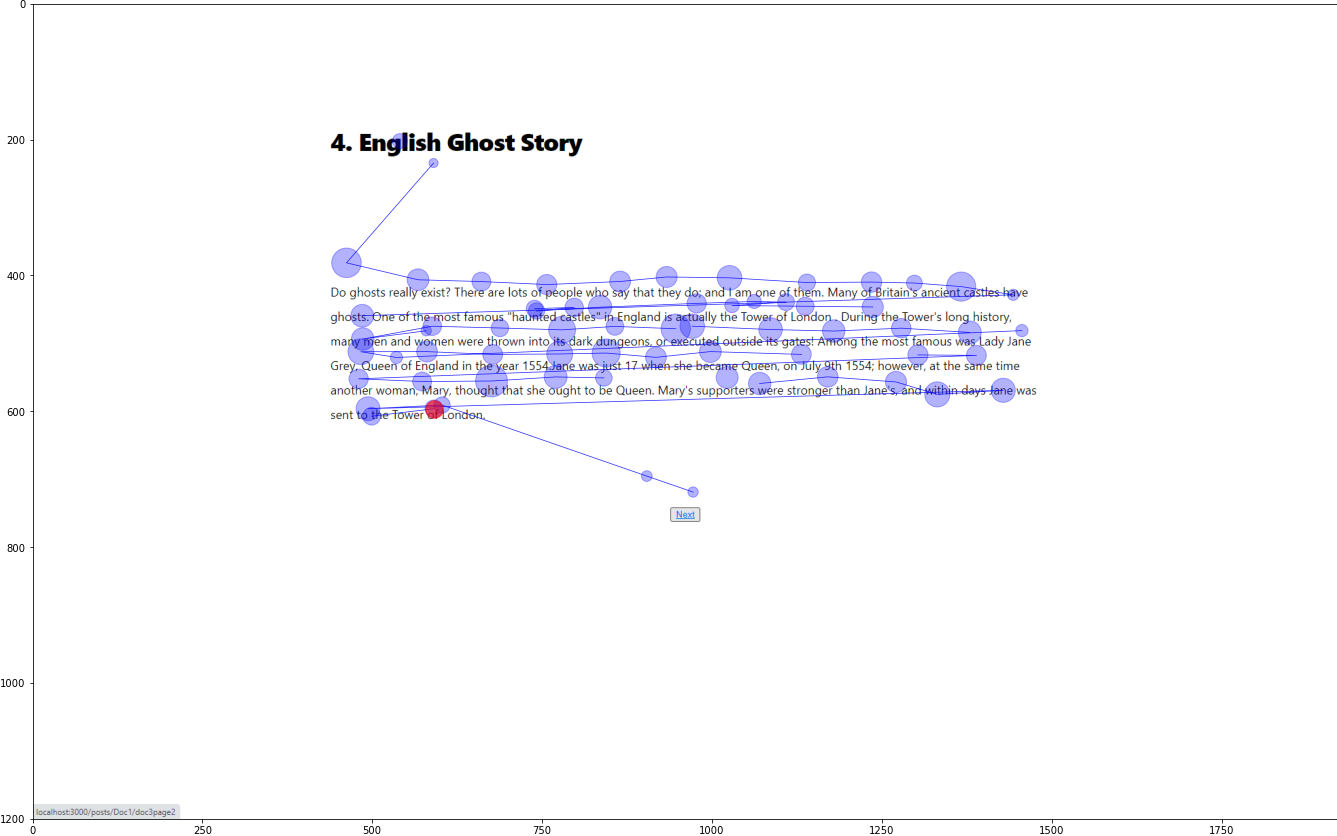 0
200
4. English Ghost Story
400
Do ghosts really exist? There are lots of people who say that they do; and I am one of them. Many of Britain's ancient castles have
ghosts. One of the most famous "haunted castles" in England is actually the Tower of London . During the Tower's long history,
many men and women were thrown into its dark dungeons, or executed outside its gates! Among the most famous was Lady Jane
Grey, Queen of England in the year 1554.Jane was just 17 when she became Queen, on July 9th 1554; however, at the same time
another woman, Mary, thought that she ought to be Queen. Mary's supporters were stronger than Jane's, and within days Jane was
600
sent to the Tower of London.
Next
800
1000
localhost:3000/posts/Doc1/doc3page2
1200
0 250 500 750 1000 1250 1500 1750